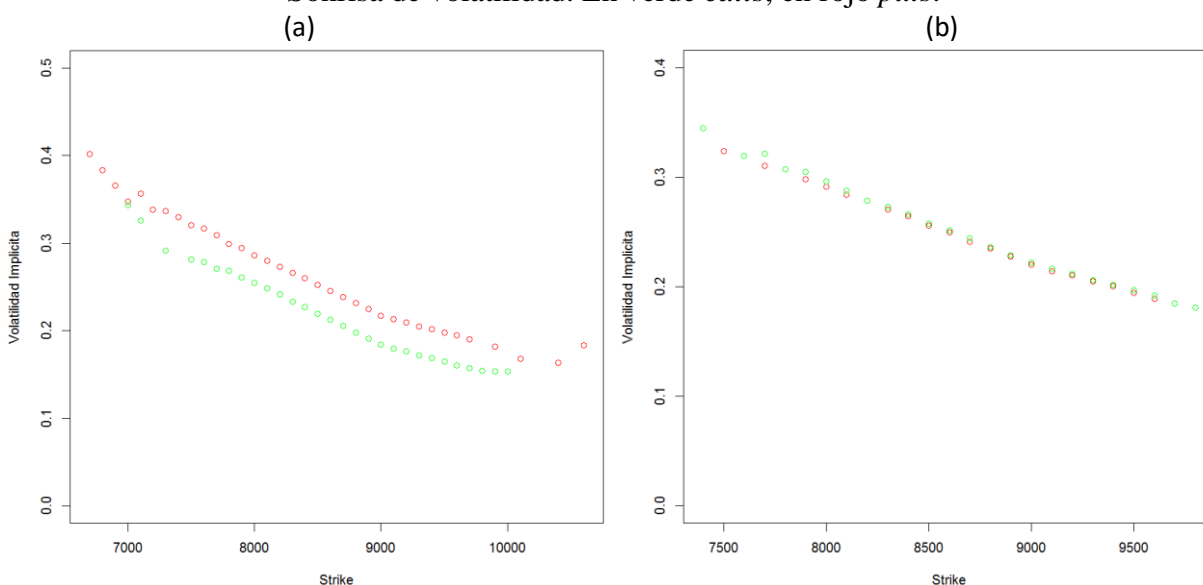 Sonrisa de volatilidad. En verde calls, en rojo puts.
(a)
(b)
0.5
0.4
0.3
0.2
0.1
0.0
Volatilidad Implicita
7000 8000 9000 10000
Strike
0.4
0.3
0.2
0.1
0.0
Volatilidad Implicita
7500 8000 8500 9000 9500
Strike